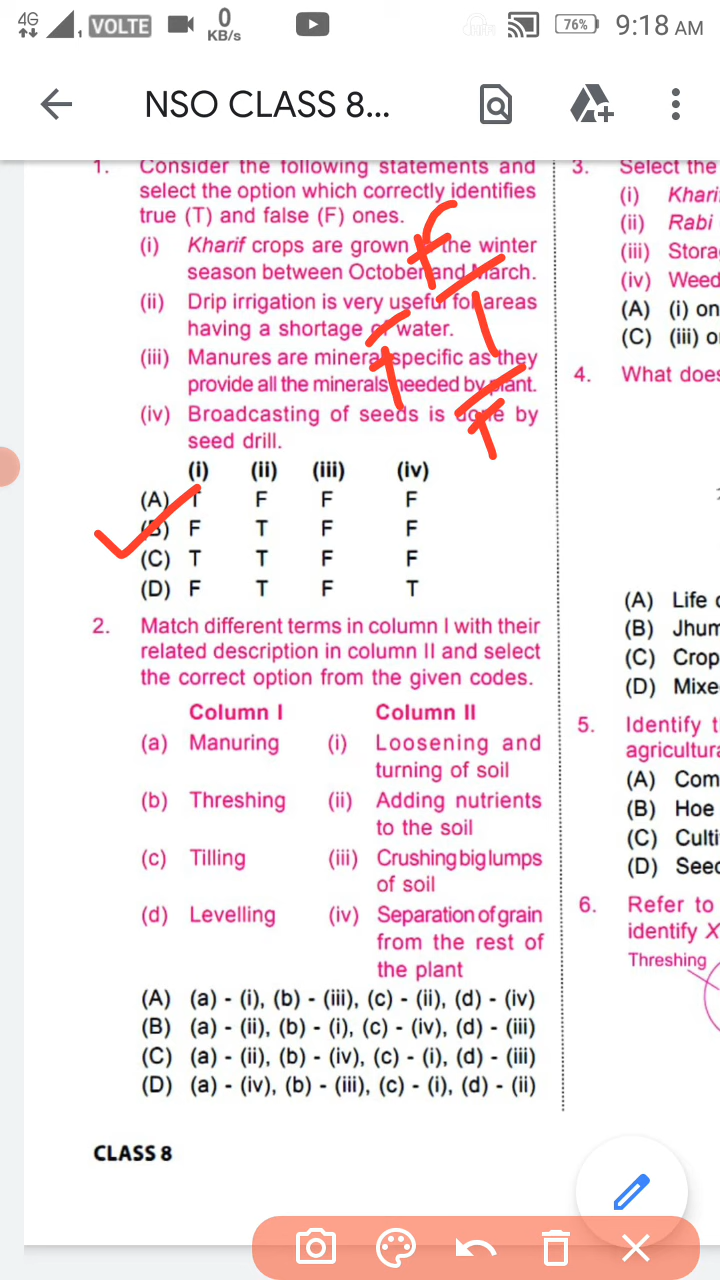 4G VOLTE 0 KB/s 76% 9:18 AM
NSO CLASS 8...
1. Consider the following statements and
select the option which correctly identifies
true (T) and false (F) ones.
(i) Kharif crops are grown the winter
season between October and March.
(ii) Drip irrigation is very useful for areas
having a shortage of water.
(iii) Manures are mineral specific as they
provide all the minerals needed by plant.
(iv) Broadcasting of seeds is done by
seed drill.
F
T
T
F
(i) (ii) (iii) (iv)
(A) T F F F
(B) F T F F
(C) T T F F
(D) F T F T
2. Match different terms in column I with their
related description in column II and select
the correct option from the given codes.
Column I Column II
(a) Manuring (i) Loosening and
turning of soil
(b) Threshing (ii) Adding nutrients
to the soil
(c) Tilling (iii) Crushing big lumps
of soil
(d) Levelling (iv) Separation of grain
from the rest of
the plant
(A) (a) - (i), (b) - (iii), (c) - (ii), (d) - (iv)
(B) (a) - (ii), (b) - (i), (c) - (iv), (d) - (iii)
(C) (a) - (ii), (b) - (iv), (c) - (i), (d) - (iii)
(D) (a) - (iv), (b) - (iii), (c) - (i), (d) - (ii)
CLASS 8
3. Select the
(i) Khari
(ii) Rabi
(iii) Stora
(iv) Weed
(A) (i) on
(C) (iii) o
4. What does
(A) Life
(B) Jhum
(C) Crop
(D) Mixe
5. Identify t
agricultura
(A) Com
(B) Hoe
(C) Culti
(D) Seed
6. Refer to
identify X
Threshing